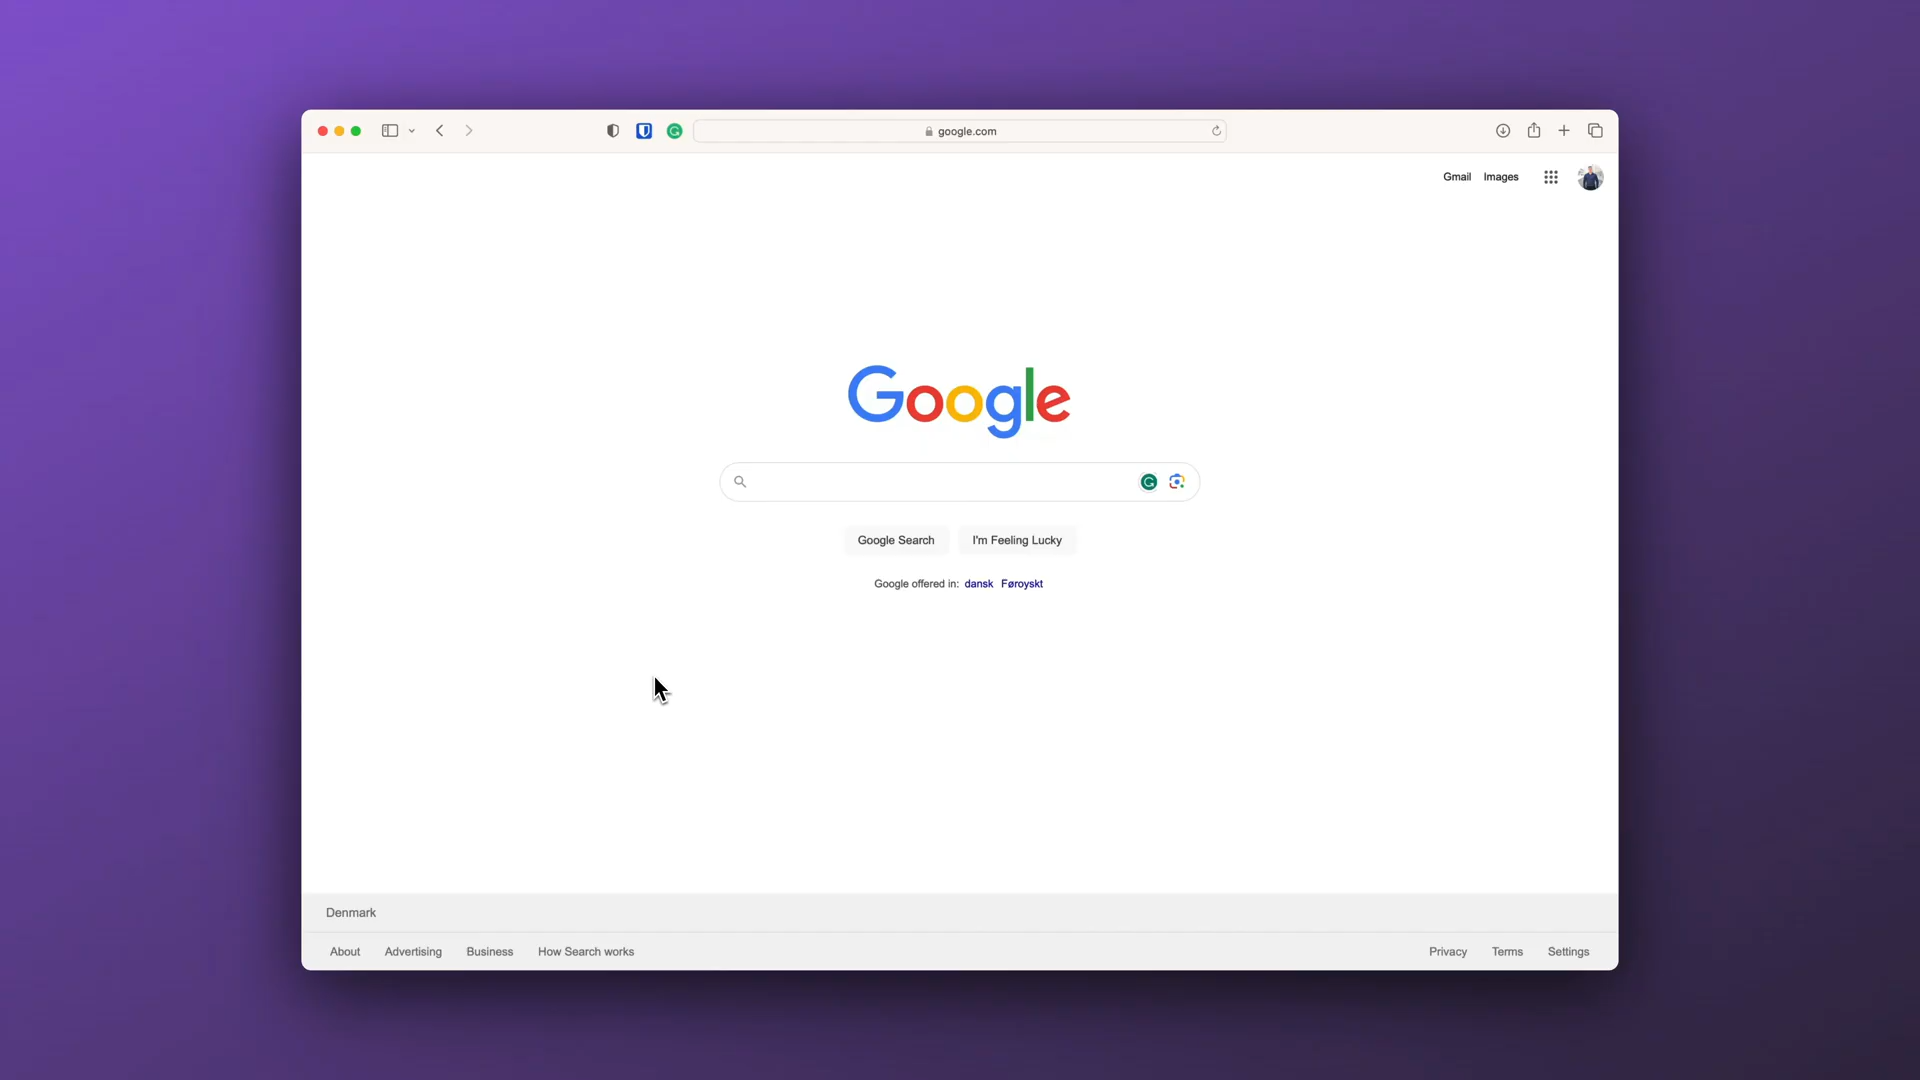 google.com
Gmail Images
Google
Google Search I'm Feeling Lucky
Google offered in: dansk Føroyskt
Denmark
About Advertising Business How Search works Privacy Terms Settings